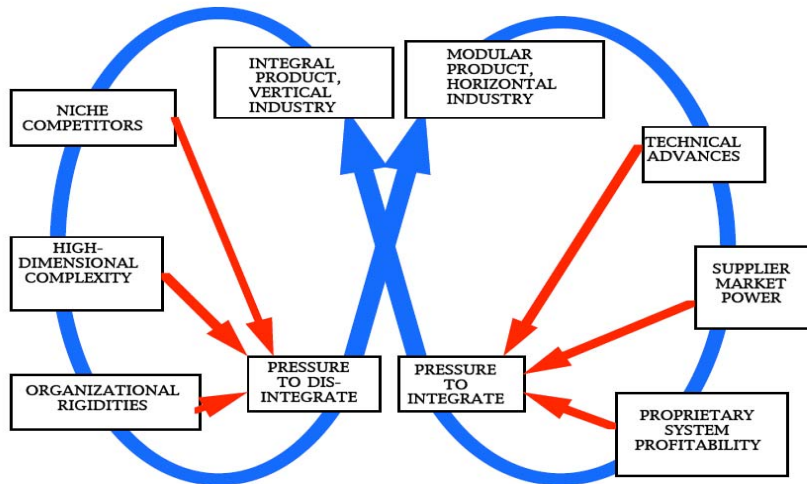 INTEGRAL
PRODUCT,
VERTICAL
INDUSTRY
MODULAR
PRODUCT,
HORIZONTAL
INDUSTRY
NICHE
COMPETITORS
TECHNICAL
ADVANCES
HIGH-
DIMENSIONAL
COMPLEXITY
SUPPLIER
MARKET
POWER
ORGANIZATIONAL
RIGIDITIES
PRESSURE
TO DIS-
INTEGRATE
PRESSURE
TO
INTEGRATE
PROPRIETARY
SYSTEM
PROFITABILITY